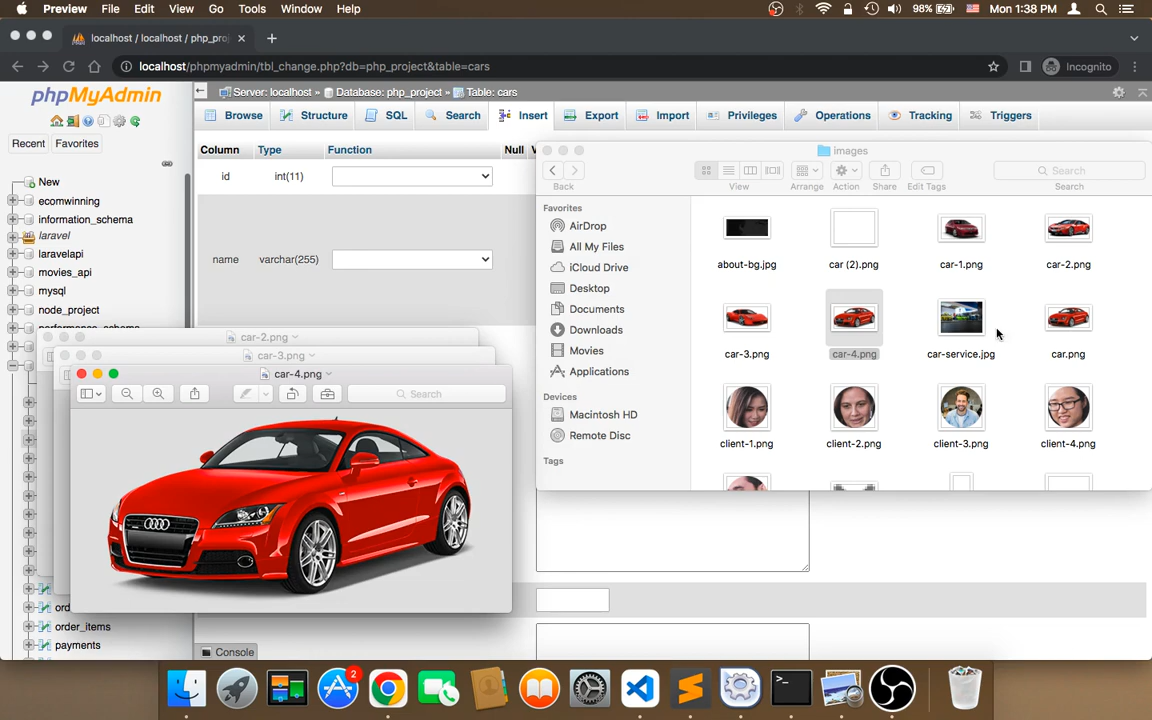 Preview File Edit View Go Tools Window Help 98% Mon 1:38 PM
localhost / localhost / php_pro
localhost/phpmyadmin/tbl_change.php?db=php_project&table=cars Incognito
phpMyAdmin
Recent Favorites
New
ecomwinning
information_schema
laravel
laravelapi
movies_api
mysql
node_project
order_items
payments
Server: localhost » Database: php_project » Table: cars
Browse Structure SQL Search Insert Export Import Privileges Operations Tracking Triggers
Column Type Function Null
id int(11)
name varchar(255)
Console
images
Back View Arrange Action Share Edit Tags Search
Search
Favorites
AirDrop
All My Files
iCloud Drive
Desktop
Documents
Downloads
Movies
Applications
Devices
Macintosh HD
Remote Disc
Tags
about-bg.jpg car (2).png car-1.png car-2.png
car-3.png car-4.png car-service.jpg car.png
client-1.png client-2.png client-3.png client-4.png
car-2.png
car-3.png
car-4.png
Search
2